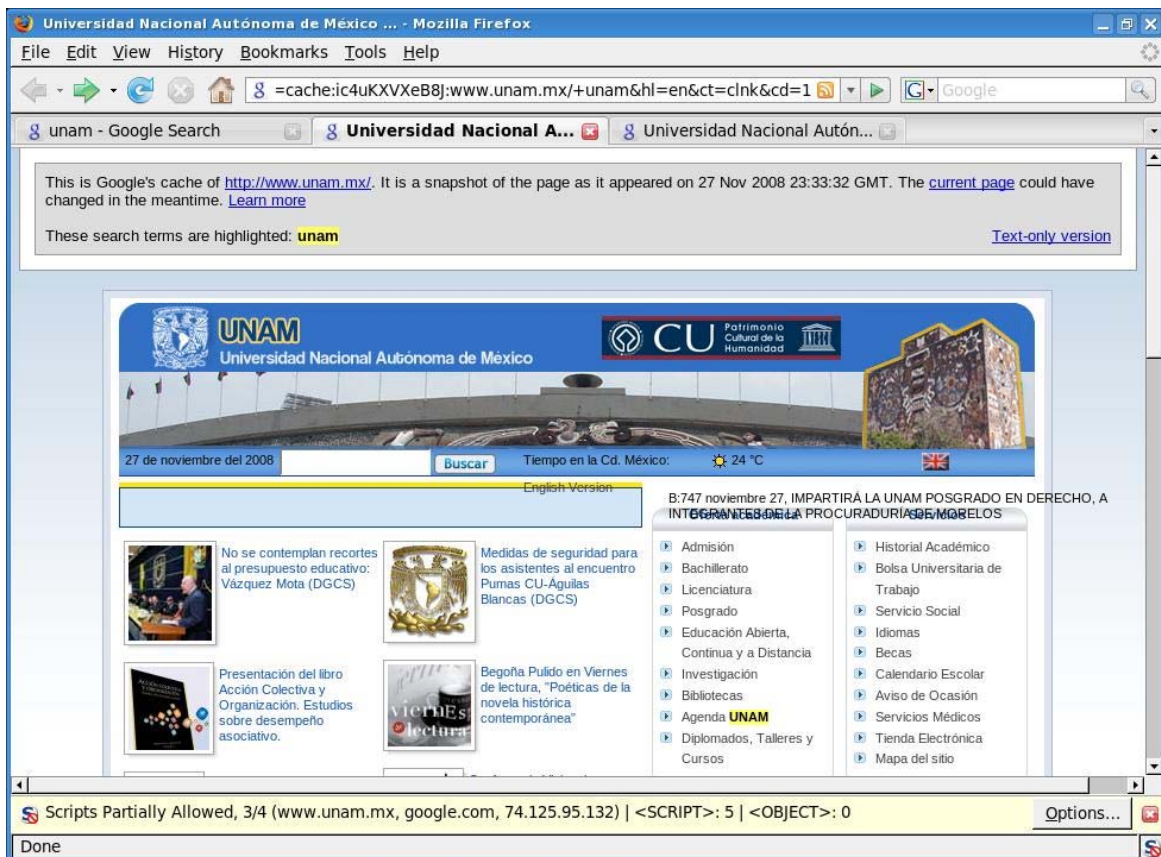 Universidad Nacional Autónoma de México ... - Mozilla Firefox
File Edit View History Bookmarks Tools Help
=cache:ic4uKXVXeB8J:www.unam.mx/+unam&hl=en&ct=clnk&cd=1
Google
unam - Google Search
Universidad Nacional A...
Universidad Nacional Autón...
This is Google's cache of http://www.unam.mx/. It is a snapshot of the page as it appeared on 27 Nov 2008 23:33:32 GMT. The current page could have
changed in the meantime. Learn more
These search terms are highlighted: unam
Text-only version
UNAM
Universidad Nacional Autónoma de México
CU
Patrimonio
Cultural de la
Humanidad
27 de noviembre del 2008
Buscar
Tiempo en la Cd. México:
24 °C
English Version
B:747 noviembre 27, IMPARTIRÁ LA UNAM POSGRADO EN DERECHO, A
INTEGRANTES DE LA PROCURADURÍA DE MORELOS
Oferta académica
Servicios
No se contemplan recortes
al presupuesto educativo:
Vázquez Mota (DGCS)
Medidas de seguridad para
los asistentes al encuentro
Pumas CU-Águilas
Blancas (DGCS)
Presentación del libro
Acción Colectiva y
Organización. Estudios
sobre desempeño
asociativo.
ACCIÓN COLECTIVA
Y ORGANIZACIÓN
Begoña Pulido en Viernes
de lectura, "Poéticas de la
novela histórica
contemporánea"
viernEs
lectura
Admisión
Bachillerato
Licenciatura
Posgrado
Educación Abierta,
Continua y a Distancia
Investigación
Bibliotecas
Agenda UNAM
Diplomados, Talleres y
Cursos
Historial Académico
Bolsa Universitaria de
Trabajo
Servicio Social
Idiomas
Becas
Calendario Escolar
Aviso de Ocasión
Servicios Médicos
Tienda Electrónica
Mapa del sitio
Scripts Partially Allowed, 3/4 (www.unam.mx, google.com, 74.125.95.132) | <SCRIPT>: 5 | <OBJECT>: 0
Options...
Done